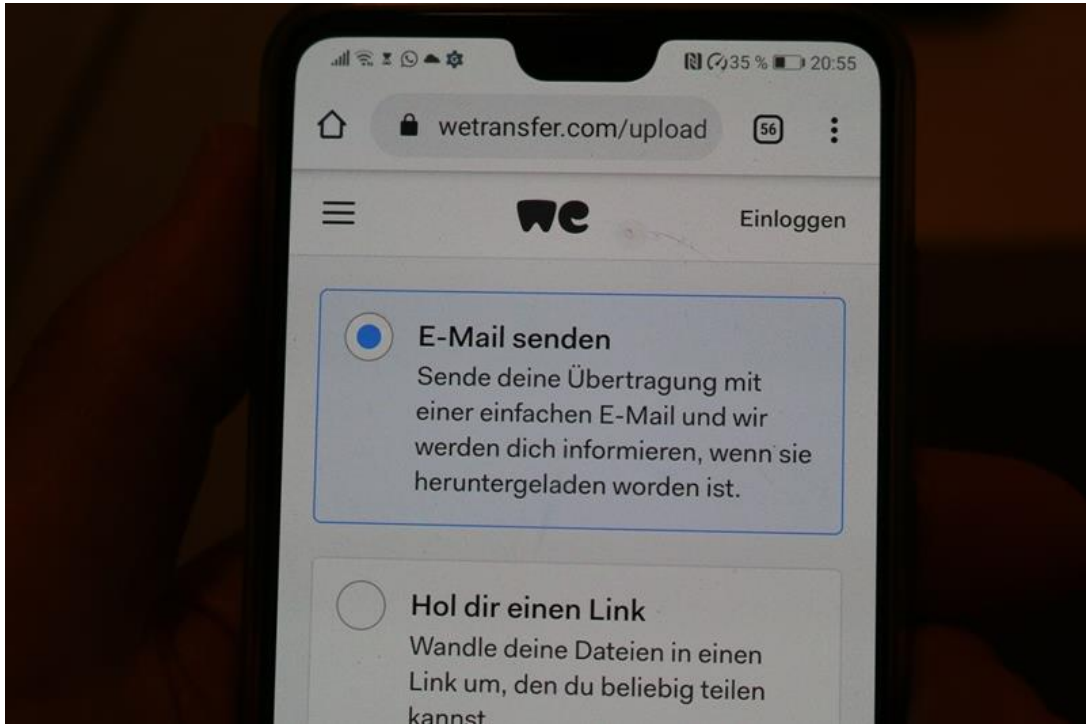 35 % 20:55
wetransfer.com/upload 56
we Einloggen
E-Mail senden
Sende deine Übertragung mit
einer einfachen E-Mail und wir
werden dich informieren, wenn sie
heruntergeladen worden ist.
Hol dir einen Link
Wandle deine Dateien in einen
Link um, den du beliebig teilen
kannst